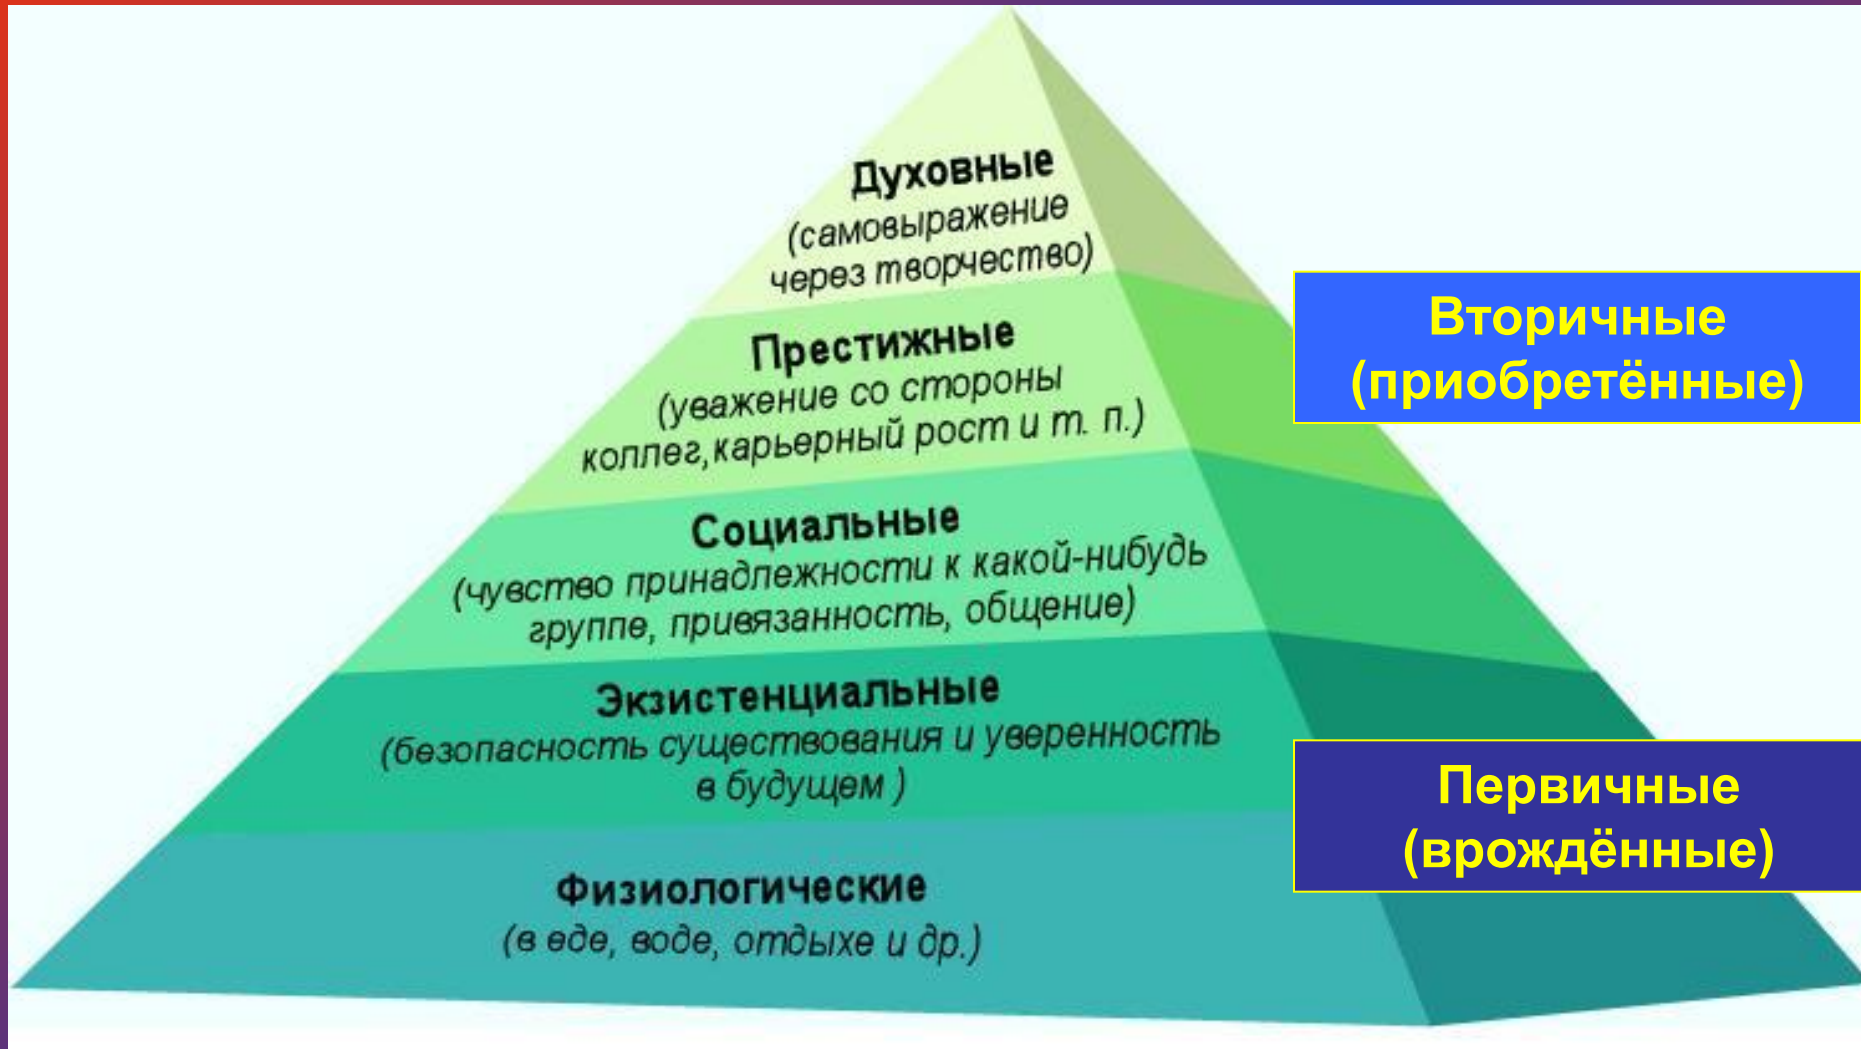 Духовные
(самовыражение
через творчество)
Престижные
(уважение со стороны
коллег,карьерный рост и т. п.)
Социальные
(чувство принадлежности к какой-нибудь
группе, привязанность, общение)
Экзистенциальные
(безопасность существования и уверенность
в будущем )
Физиологические
(в еде, воде, отдыхе и др.)
Вторичные
(приобретённые)
Первичные
(врождённые)